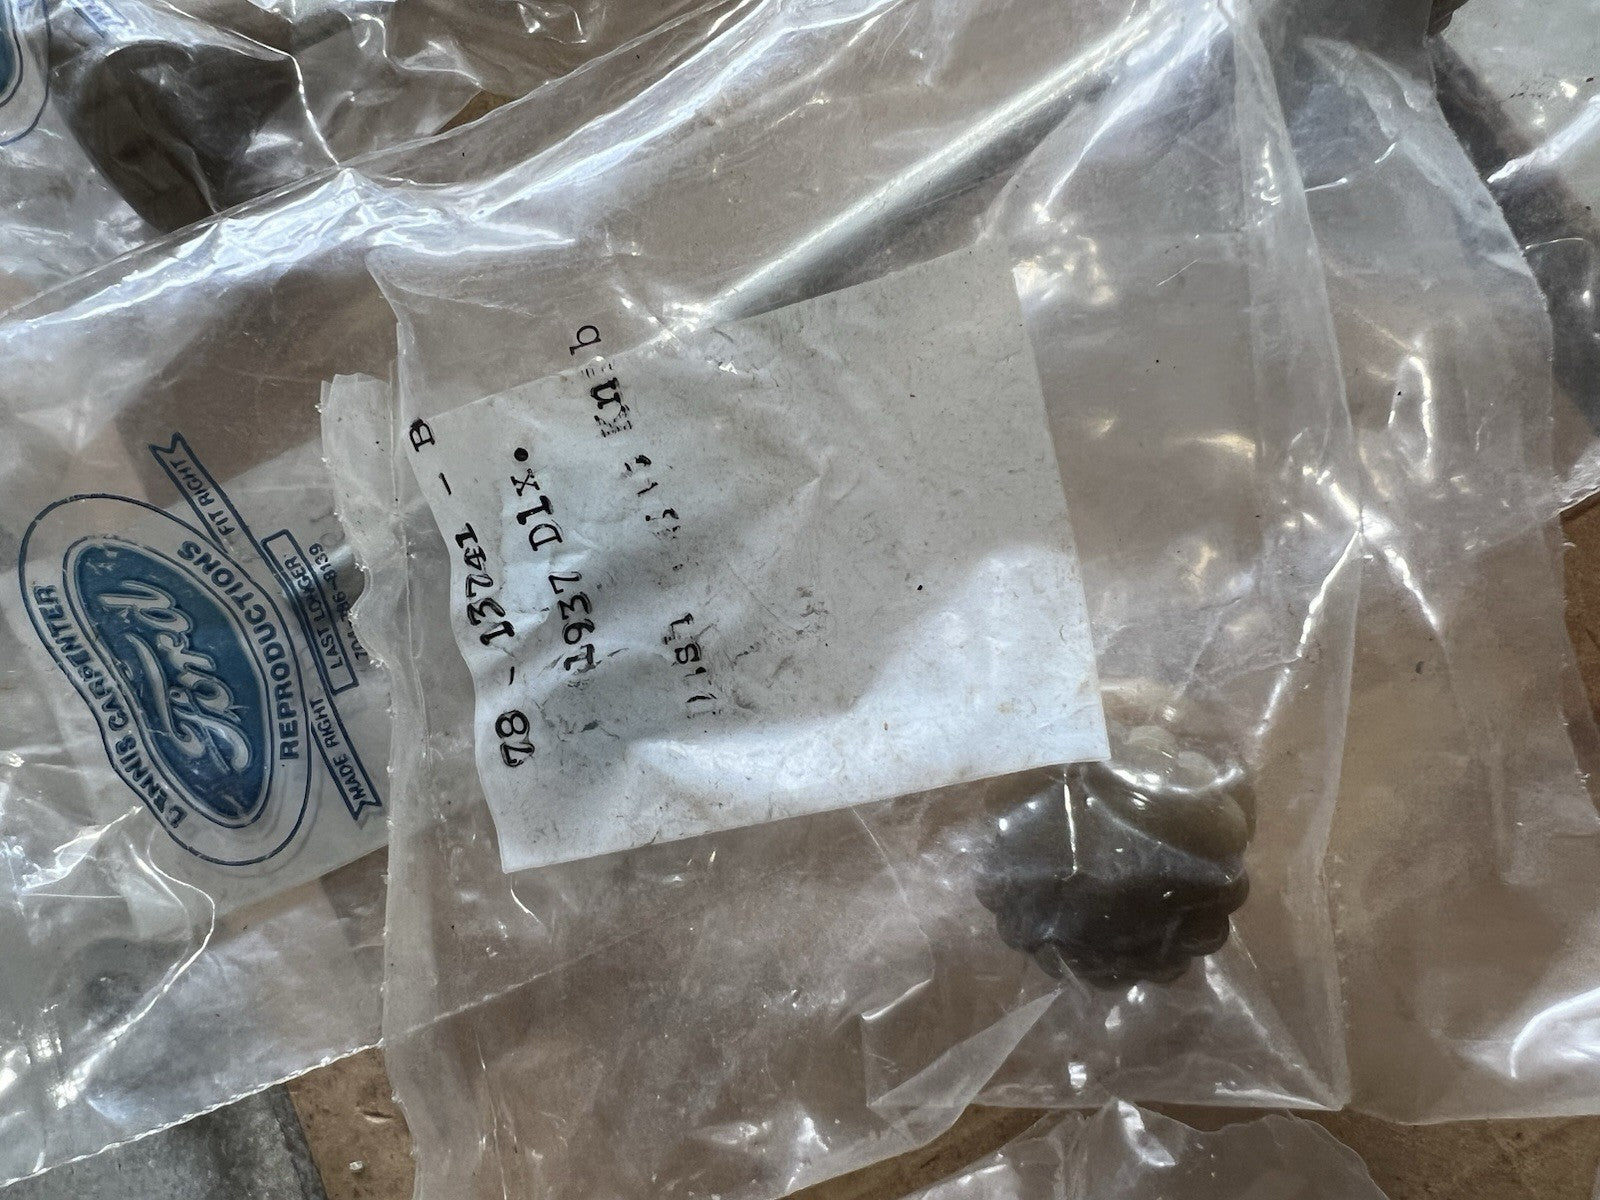 78 - 13741 - B
1937 Dlx.
DENNIS CARPENTER
Ford
REPRODUCTIONS
FIT RIGHT
LAST LONGER
MADE RIGHT